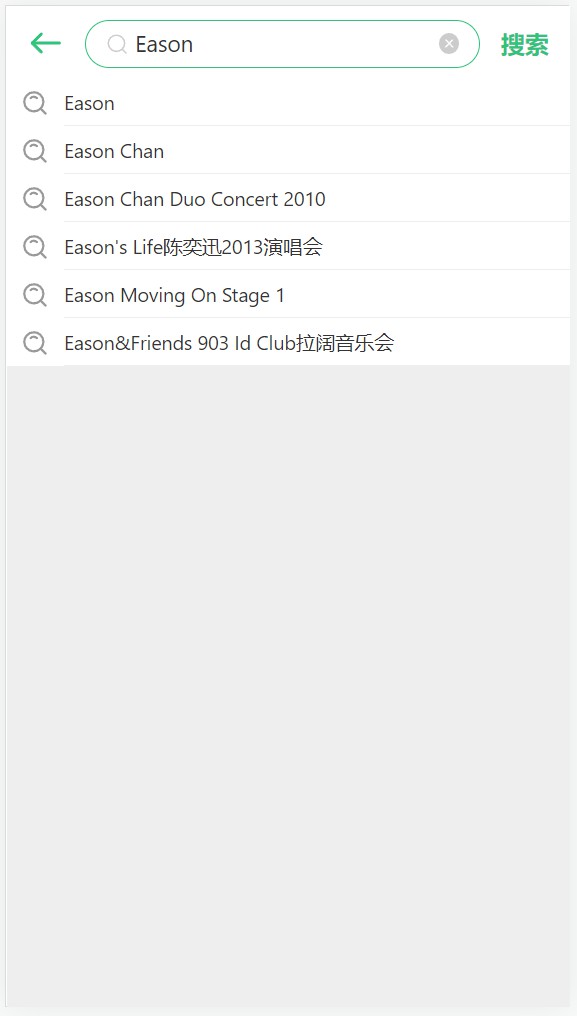 Eason
搜索
Eason
Eason Chan
Eason Chan Duo Concert 2010
Eason's Life陈奕迅2013演唱会
Eason Moving On Stage 1
Eason&Friends 903 Id Club拉阔音乐会